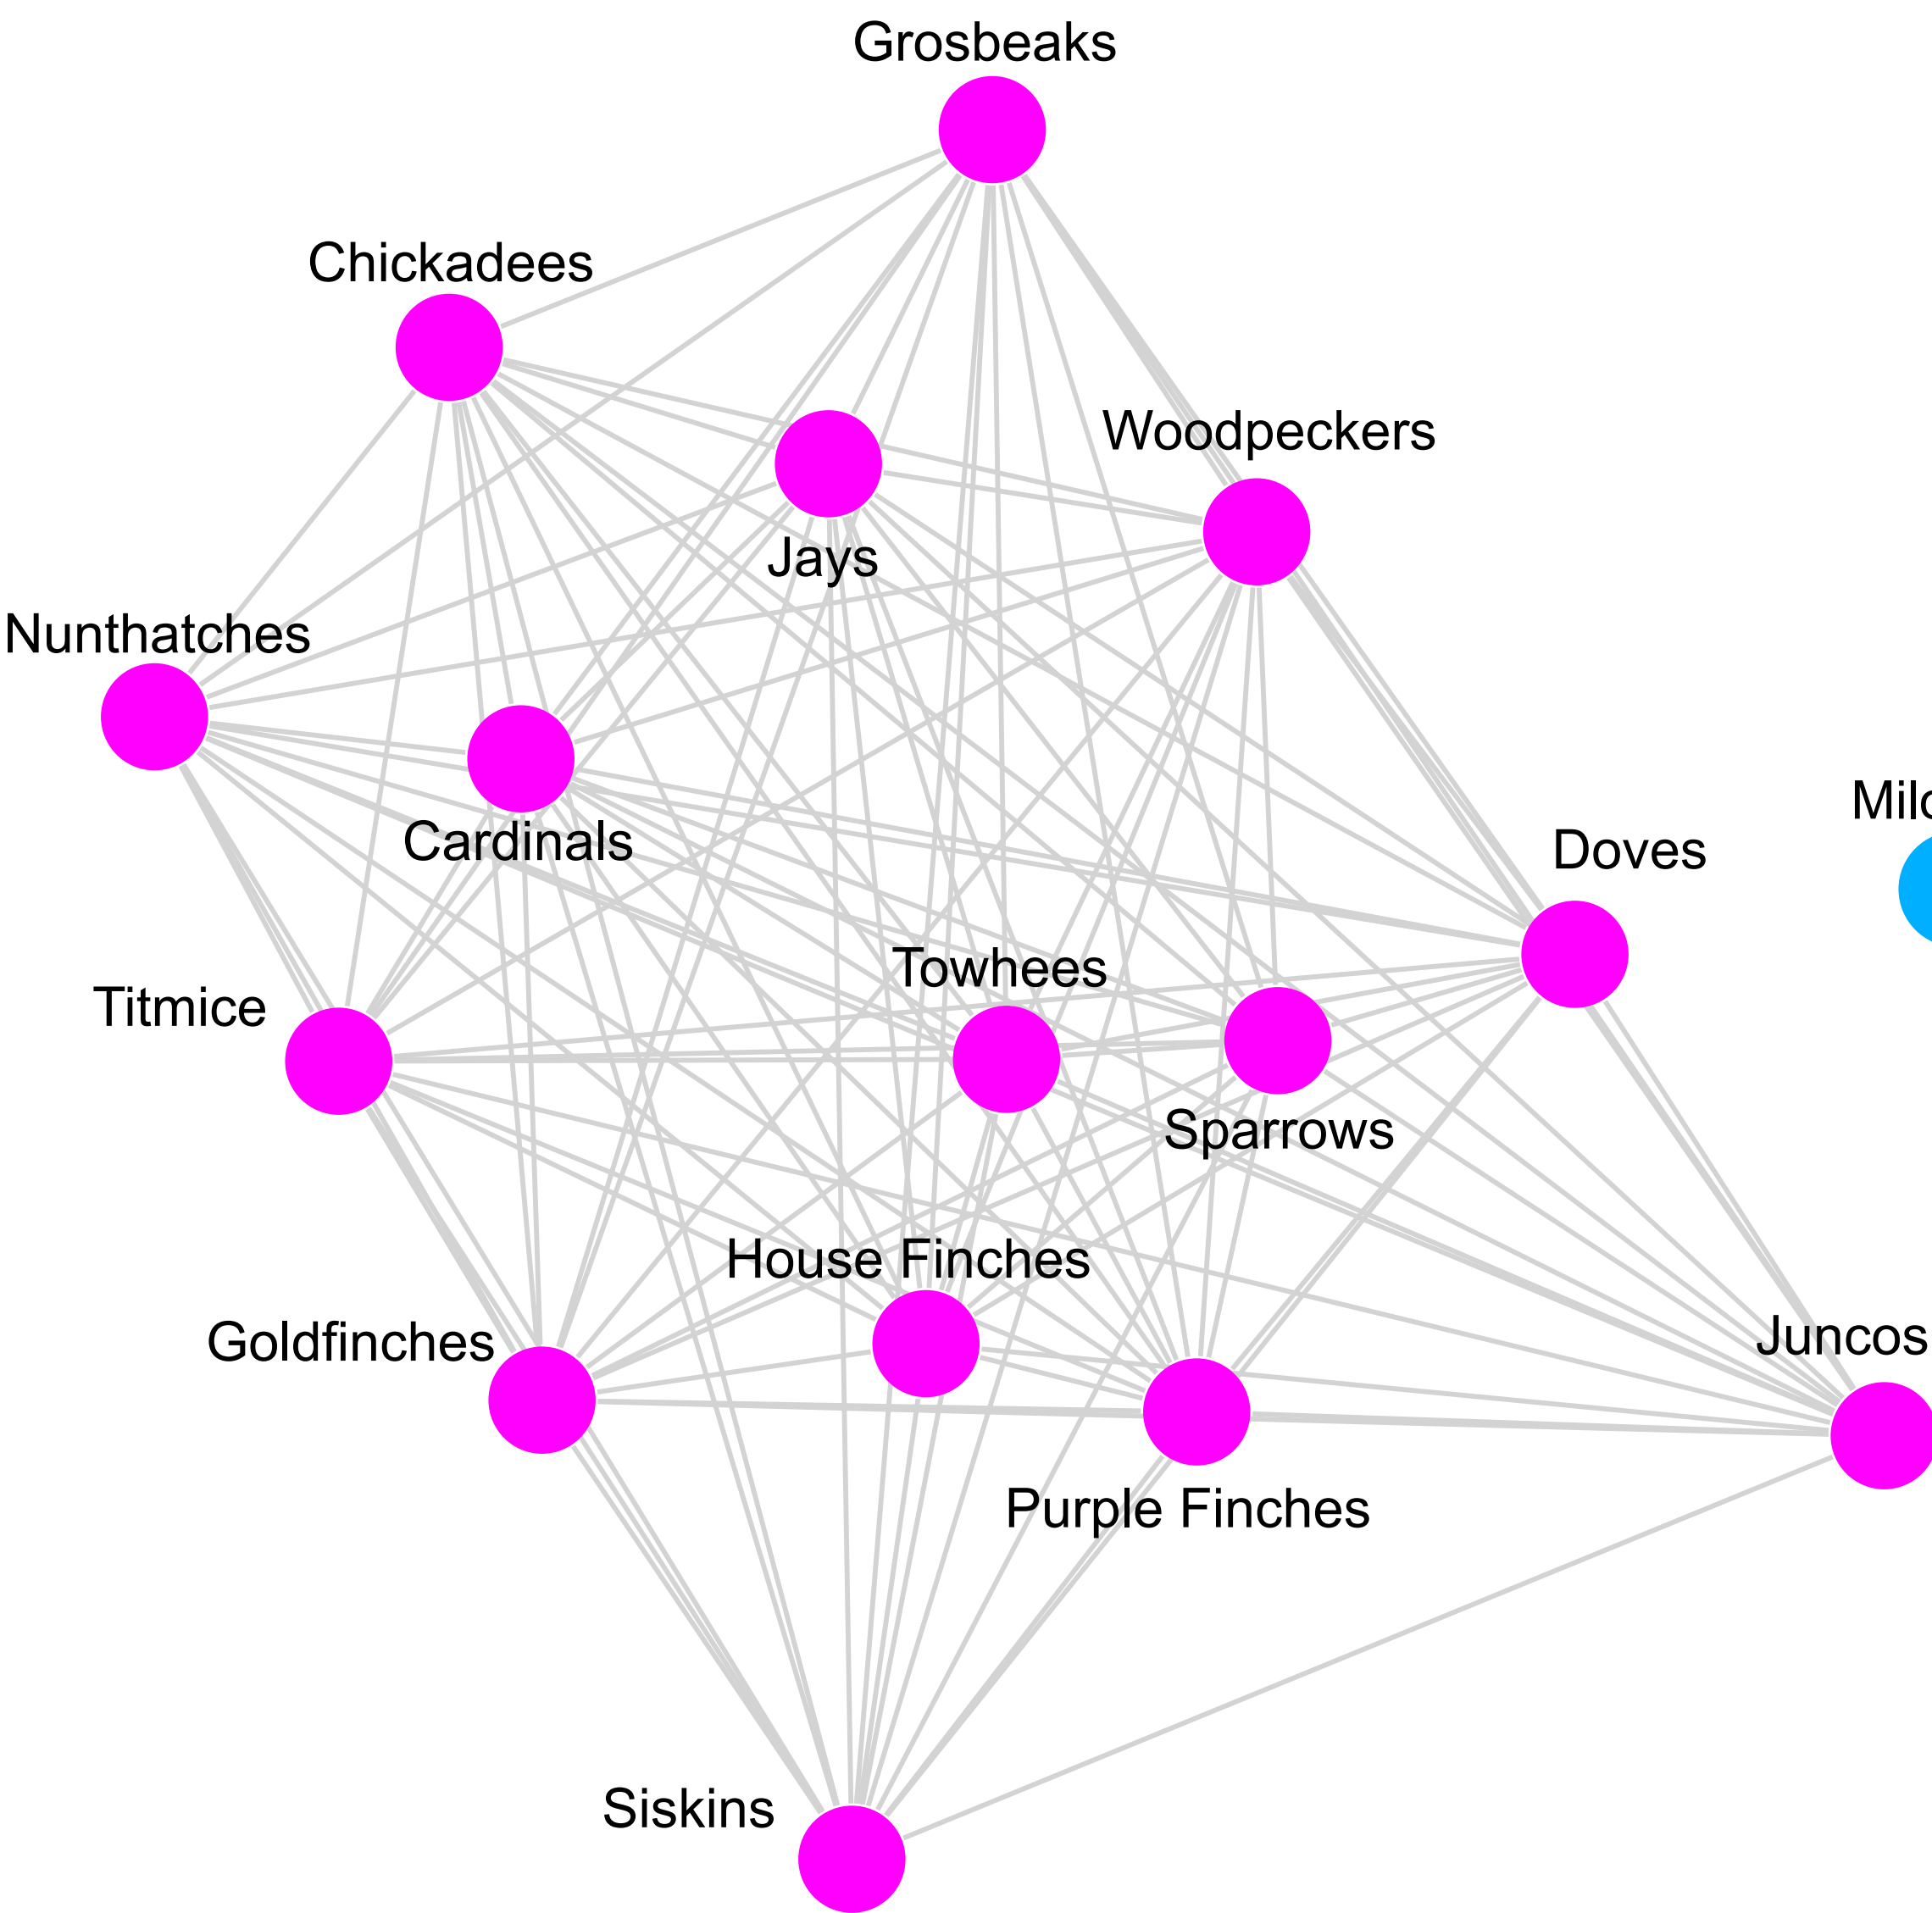 Grosbeaks
Chickadees
Woodpeckers
Jays
Nunthatches
Cardinals
Doves
Towhees
Titmice
Sparrows
House Finches
Goldfinches
Juncos
Purple Finches
Siskins